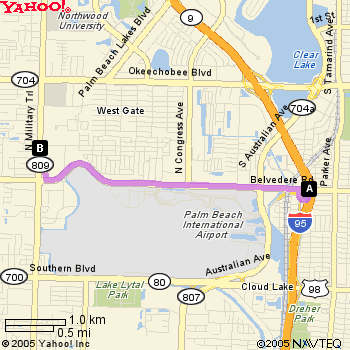 YAHOO!
Northwood
University
Palm Beach Lakes Blvd
9
1st St
S Tamarind Ave
Clear
Lake
704
Okeechobee Blvd
704a
West Gate
N Military Trl
N Congress Ave
S Australian Ave
Parker Ave
B
809
Belvedere Rd
A
Palm Beach
International
Airport
95
700
Southern Blvd
Australian Ave
80
Lake Lytal
Park
807
Cloud Lake
98
Dreher
Park
1.0 km
0.5 mi
©2005 Yahoo! Inc
©2005 NAVTEQ